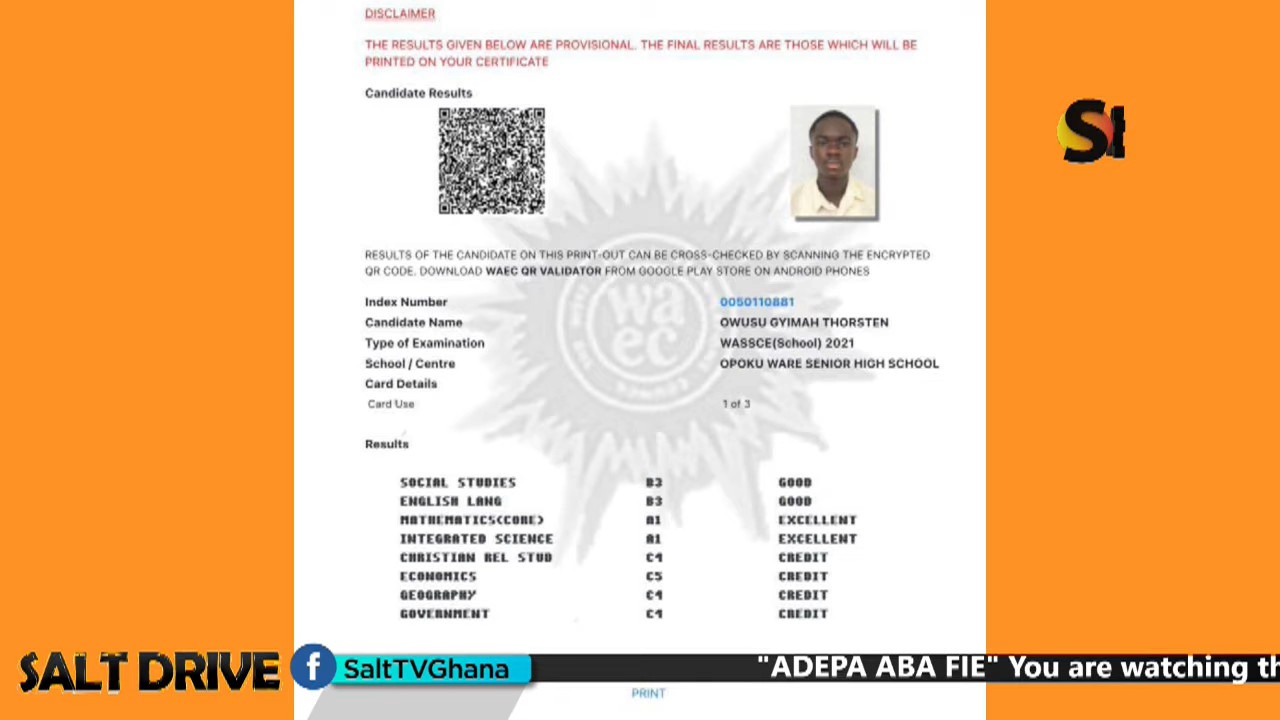 DISCLAIMER
THE RESULTS GIVEN BELOW ARE PROVISIONAL. THE FINAL RESULTS ARE THOSE WHICH WILL BE
PRINTED ON YOUR CERTIFICATE
Candidate Results
RESULTS OF THE CANDIDATE ON THIS PRINT-OUT CAN BE CROSS-CHECKED BY SCANNING THE ENCRYPTED
QR CODE. DOWNLOAD WAEC QR VALIDATOR FROM GOOGLE PLAY STORE ON ANDROID PHONES
Index Number 0050110881
Candidate Name OWUSU GYIMAH THORSTEN
Type of Examination WASSCE(School) 2021
School / Centre OPOKU WARE SENIOR HIGH SCHOOL
Card Details
Card Use 1 of 3
Results
SOCIAL STUDIES B3 GOOD
ENGLISH LANG B3 GOOD
MATHEMATICS(CORE) A1 EXCELLENT
INTEGRATED SCIENCE A1 EXCELLENT
CHRISTIAN REL STUD C4 CREDIT
ECONOMICS C5 CREDIT
GEOGRAPHY C4 CREDIT
GOVERNMENT C4 CREDIT
waec
SALT DRIVE
f SaltTVGhana
"ADEPA ABA FIE" You are watching th
PRINT